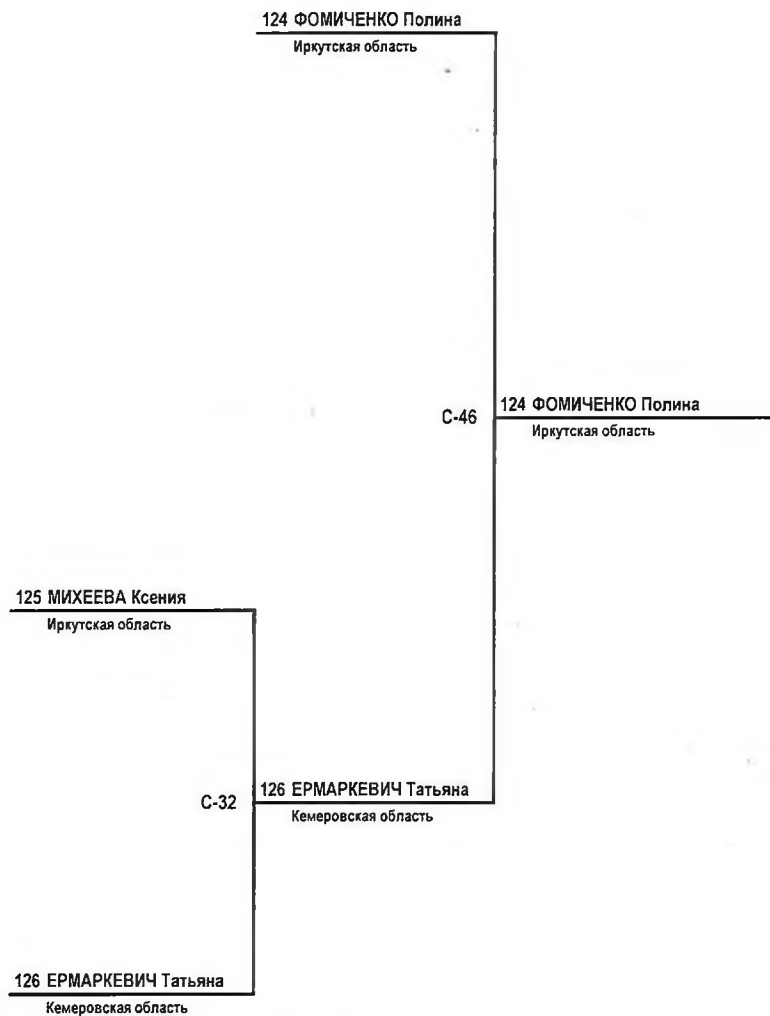 124 ФОМИЧЕНКО Полина
Иркутская область
C-46
124 ФОМИЧЕНКО Полина
Иркутская область
125 МИХЕЕВА Ксения
Иркутская область
C-32
126 ЕРМАРКЕВИЧ Татьяна
Кемеровская область
126 ЕРМАРКЕВИЧ Татьяна
Кемеровская область